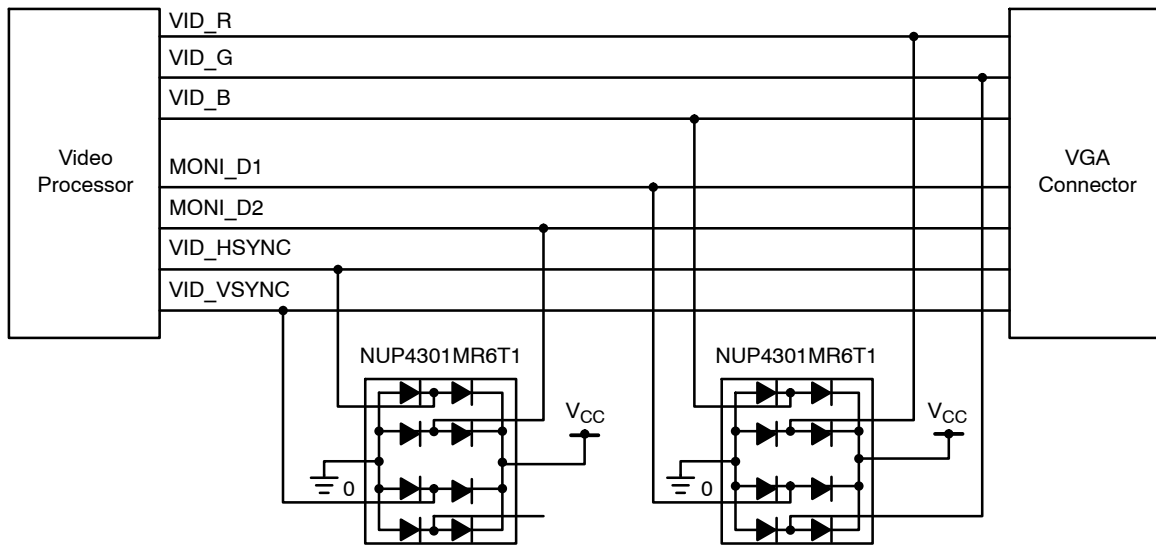 VID_R
VID_G
VID_B
Video
Processor
MONI_D1
VGA
Connector
MONI_D2
VID_HSYNC
VID_VSYNC
NUP4301MR6T1
NUP4301MR6T1
VCC
VCC
0
0